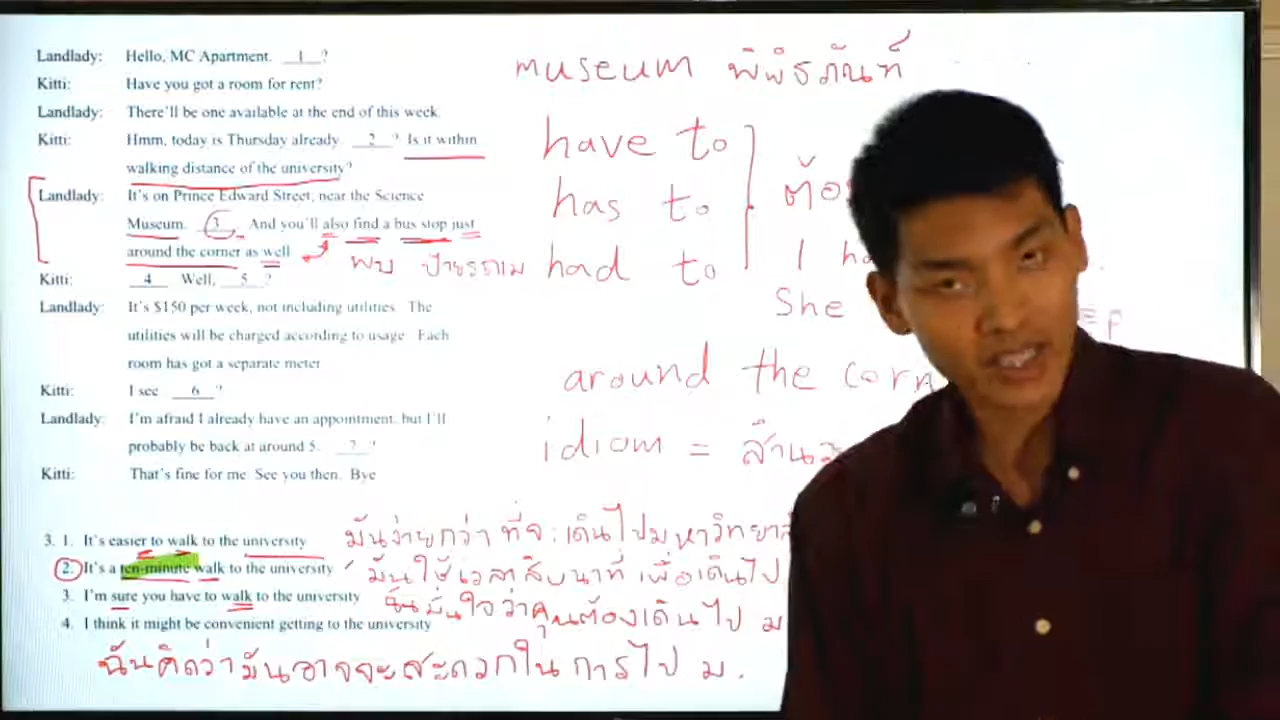 Landlady: Hello, MC Apartment. 1 ?
Kitti: Have you got a room for rent?
Landlady: There'll be one available at the end of this week.
Kitti: Hmm, today is Thursday already. 2 ? Is it within
walking distance of the university?
Landlady: It's on Prince Edward Street, near the Science
Museum. 3 . And you'll also find a bus stop just
around the corner as well
พบ ป้ายรถเม
Kitti: 4 Well, 5 ?
Landlady: It's $150 per week, not including utilities. The
utilities will be charged according to usage. Each
room has got a separate meter.
Kitti: I see. 6 ?
Landlady: I'm afraid I already have an appointment, but I'll
probably be back at around 5. 7 ?
Kitti: That's fine for me. See you then. Bye
museum พิพิธภัณฑ์
have to
has to
had to
I
She
around the corn
idiom =
3. 1. It's easier to walk to the university มันง่ายกว่า ที่จะเดินไปมหาวิทยาลั
2. It's a ten-minute walk to the university มันใช้เวลาสิบนาที เพื่อเดินไป
3. I'm sure you have to walk to the university ฉันมั่นใจว่าคุณต้องเดินไป ม
4. I think it might be convenient getting to the university
ฉันคิดว่ามันอาจจะสะดวกในการไป ม.